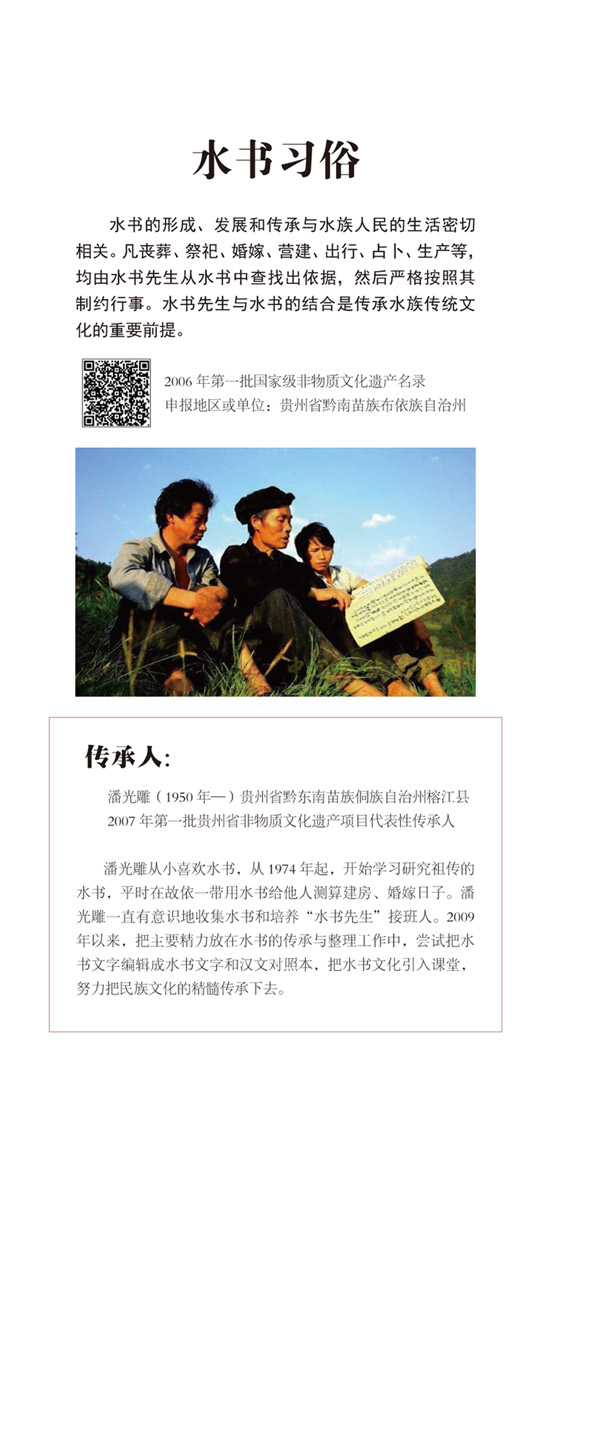 水书习俗
水书的形成、发展和传承与水族人民的生活密切
相关。凡丧葬、祭祀、婚嫁、营建、出行、占卜、生产等，
均由水书先生从水书中查找出依据，然后严格按照其
制约行事。水书先生与水书的结合是传承水族传统文
化的重要前提。
2006 年第一批国家级非物质文化遗产名录
申报地区或单位：贵州省黔南苗族布依族自治州
传承人：
潘光雕（1950 年—）贵州省黔东南苗族侗族自治州榕江县
2007 年第一批贵州省非物质文化遗产项目代表性传承人
潘光雕从小喜欢水书，从 1974 年起，开始学习研究祖传的
水书，平时在故依一带用水书给他人测算建房、婚嫁日子。潘
光雕一直有意识地收集水书和培养“水书先生”接班人。2009
年以来，把主要精力放在水书的传承与整理工作中，尝试把水
书文字编辑成水书文字和汉文对照本，把水书文化引入课堂，
努力把民族文化的精髓传承下去。